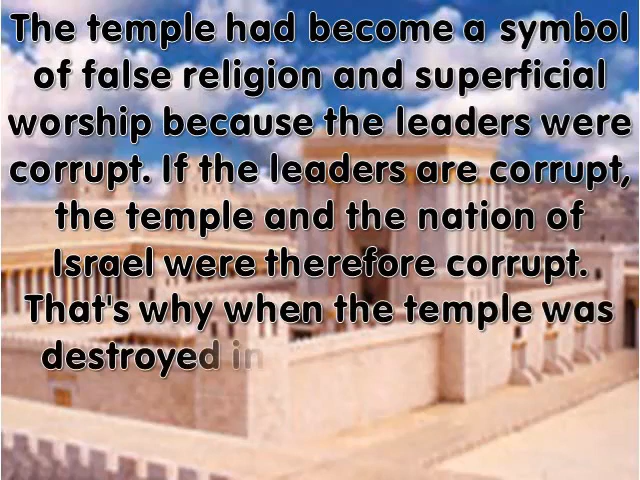 The temple had become a symbol
of false religion and superficial
worship because the leaders were
corrupt. If the leaders are corrupt,
the temple and the nation of
Israel were therefore corrupt.
That's why when the temple was
destroyed in